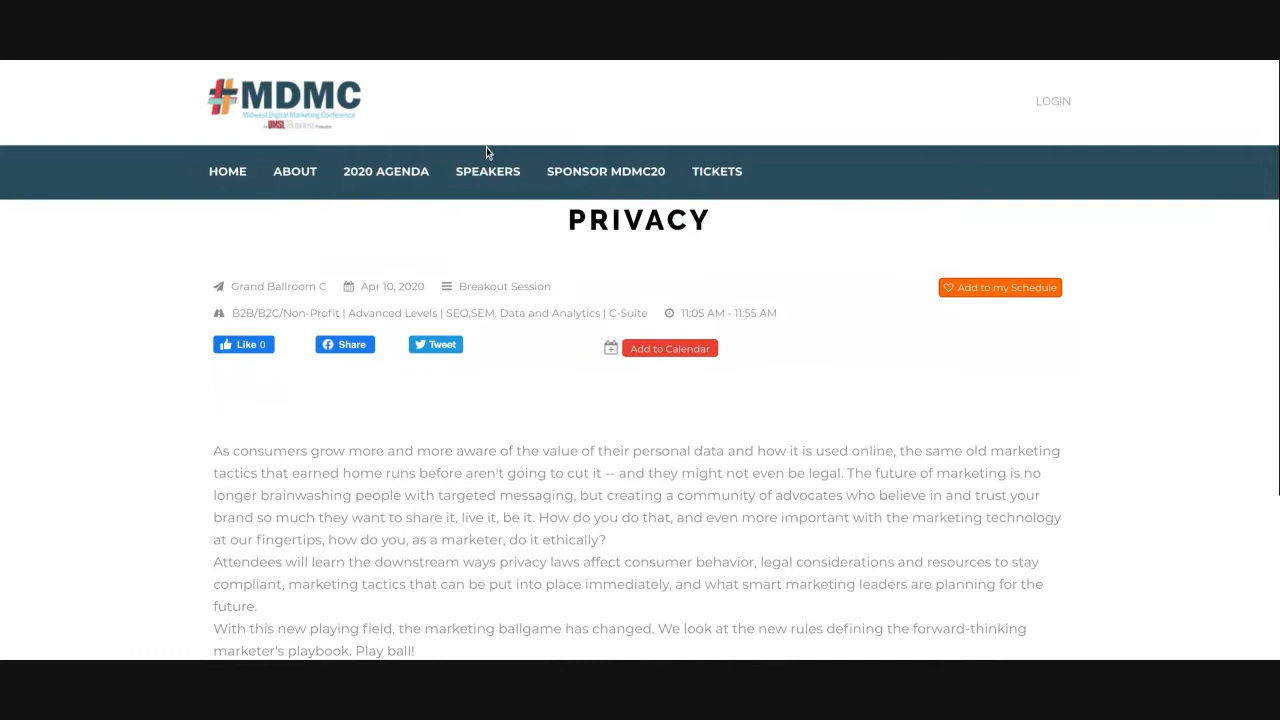 #MDMC
Midwest Digital Marketing Conference
UMSL Business
LOGIN
HOME ABOUT 2020 AGENDA SPEAKERS SPONSOR MDMC20 TICKETS
PRIVACY
Grand Ballroom C Apr 10, 2020 Breakout Session
Add to my Schedule
B2B/B2C/Non-Profit | Advanced Levels | SEO,SEM, Data and Analytics | C-Suite 11:05 AM - 11:55 AM
Like 0 Share Tweet Add to Calendar
As consumers grow more and more aware of the value of their personal data and how it is used online, the same old marketing
tactics that earned home runs before aren't going to cut it -- and they might not even be legal. The future of marketing is no
longer brainwashing people with targeted messaging, but creating a community of advocates who believe in and trust your
brand so much they want to share it, live it, be it. How do you do that, and even more important with the marketing technology
at our fingertips, how do you, as a marketer, do it ethically?
Attendees will learn the downstream ways privacy laws affect consumer behavior, legal considerations and resources to stay
compliant, marketing tactics that can be put into place immediately, and what smart marketing leaders are planning for the
future.
With this new playing field, the marketing ballgame has changed. We look at the new rules defining the forward-thinking
marketer's playbook. Play ball!